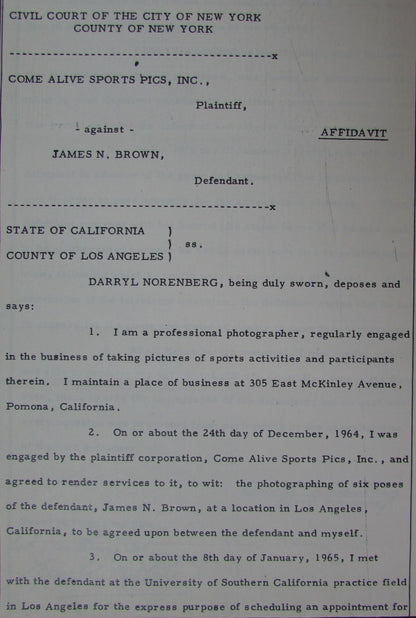 CIVIL COURT OF THE CITY OF NEW YORK
COUNTY OF NEW YORK
----------------------------------------x
COME ALIVE SPORTS PICS, INC.,
Plaintiff,
- against - AFFIDAVIT
JAMES N. BROWN,
Defendant.
----------------------------------------x
STATE OF CALIFORNIA )
) ss.
COUNTY OF LOS ANGELES )
DARRYL NORENBERG, being duly sworn, deposes and
says:
1. I am a professional photographer, regularly engaged
in the business of taking pictures of sports activities and participants
therein. I maintain a place of business at 305 East McKinley Avenue,
Pomona, California.
2. On or about the 24th day of December, 1964, I was
engaged by the plaintiff corporation, Come Alive Sports Pics, Inc., and
agreed to render services to it, to wit: the photographing of six poses
of the defendant, James N. Brown, at a location in Los Angeles,
California, to be agreed upon between the defendant and myself.
3. On or about the 8th day of January, 1965, I met
with the defendant at the University of Southern California practice field
in Los Angeles for the express purpose of scheduling an appointment for